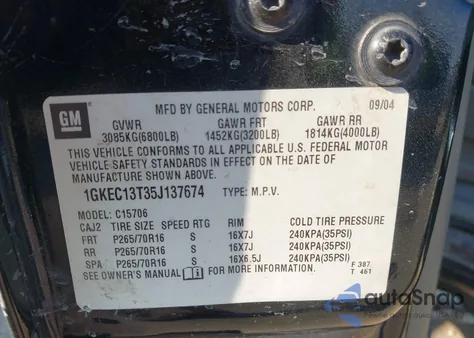 GM
MFD BY GENERAL MOTORS CORP. 09/04
GVWR GAWR FRT GAWR RR
3085KG(6800LB) 1452KG(3200LB) 1814KG(4000LB)
THIS VEHICLE CONFORMS TO ALL APPLICABLE U.S. FEDERAL MOTOR
VEHICLE SAFETY STANDARDS IN EFFECT ON THE DATE OF
MANUFACTURE SHOWN ABOVE.
1GKEC13T35J137674 TYPE: M.P.V.
MODEL: C15706
CAJ2 TIRE SIZE SPEED RTG RIM COLD TIRE PRESSURE
FRT P265/70R16 S 16X7J 240KPA(35PSI)
RR P265/70R16 S 16X7J 240KPA(35PSI)
SPA P265/70R16 S 16X6.5J 240KPA(35PSI)
SEE OWNER'S MANUAL FOR MORE INFORMATION.
F 387
T 461
autoSnap